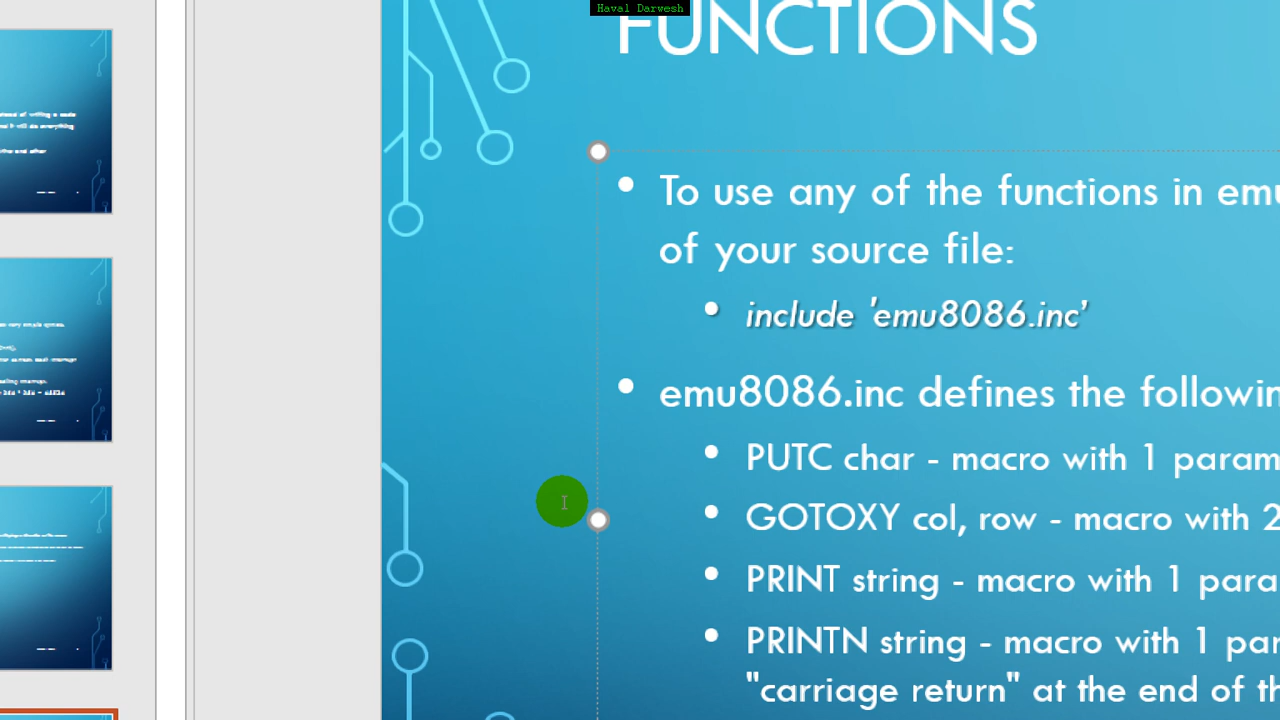 Haval Darwesh
FUNCTIONS
To use any of the functions in emu
of your source file:
include 'emu8086.inc’
emu8086.inc defines the followin
PUTC char - macro with 1 param
GOTOXY col, row - macro with 2
PRINT string - macro with 1 para
PRINTN string - macro with 1 par
"carriage return" at the end of th